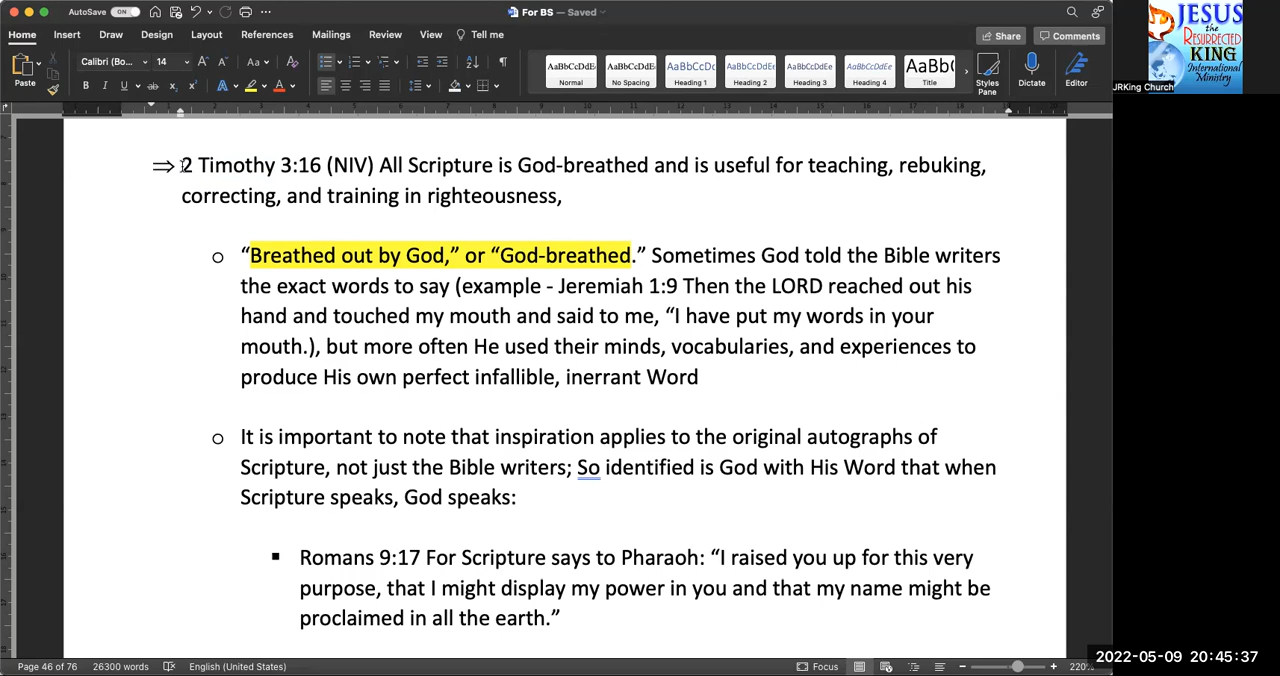 AutoSave ON
For BS — Saved
Home Insert Draw Design Layout References Mailings Review View Tell me
Share Comments
Paste
Calibri (Bo... 14
AaBbCcDdEe AaBbCcDdEe AaBbCcDc AaBbCcDdEe AaBbCcDdEe AaBbCcDdEe AaBb(
Normal No Spacing Heading 1 Heading 2 Heading 3 Heading 4 Title
Styles Pane
Dictate
Editor
JESUS
the
RESURRECTED
KING
International
Ministry
JRKing Church
⇒ 2 Timothy 3:16 (NIV) All Scripture is God-breathed and is useful for teaching, rebuking,
correcting, and training in righteousness,
o “Breathed out by God,” or “God-breathed.” Sometimes God told the Bible writers
the exact words to say (example - Jeremiah 1:9 Then the LORD reached out his
hand and touched my mouth and said to me, “I have put my words in your
mouth.), but more often He used their minds, vocabularies, and experiences to
produce His own perfect infallible, inerrant Word
o It is important to note that inspiration applies to the original autographs of
Scripture, not just the Bible writers; So identified is God with His Word that when
Scripture speaks, God speaks:
▪ Romans 9:17 For Scripture says to Pharaoh: “I raised you up for this very
purpose, that I might display my power in you and that my name might be
proclaimed in all the earth.”
Page 46 of 76 26300 words English (United States) Focus 220%
2022-05-09 20:45:37